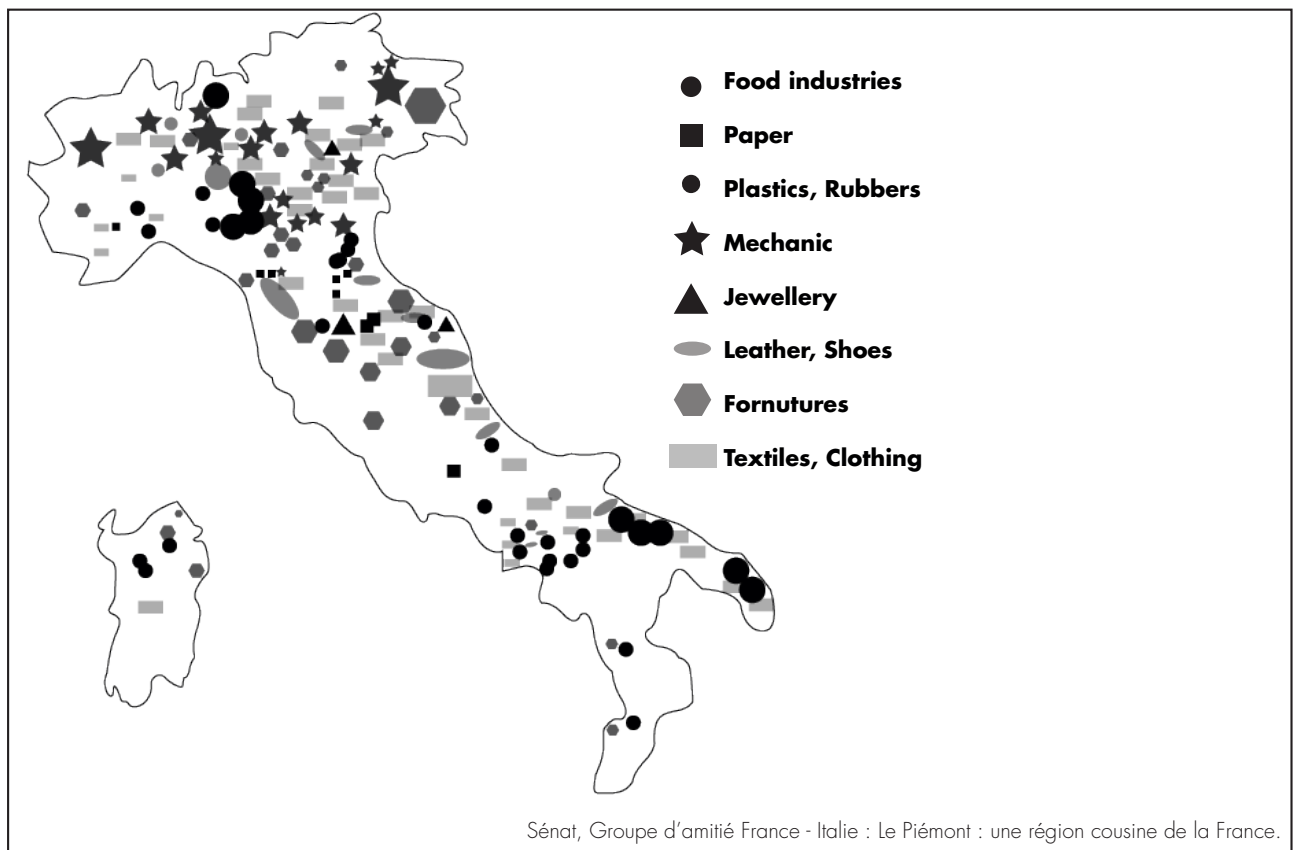 Food industries
Paper
Plastics, Rubbers
Mechanic
Jewellery
Leather, Shoes
Fornutures
Textiles, Clothing
Sénat, Groupe d'amitié France - Italie : Le Piémont : une région cousine de la France.